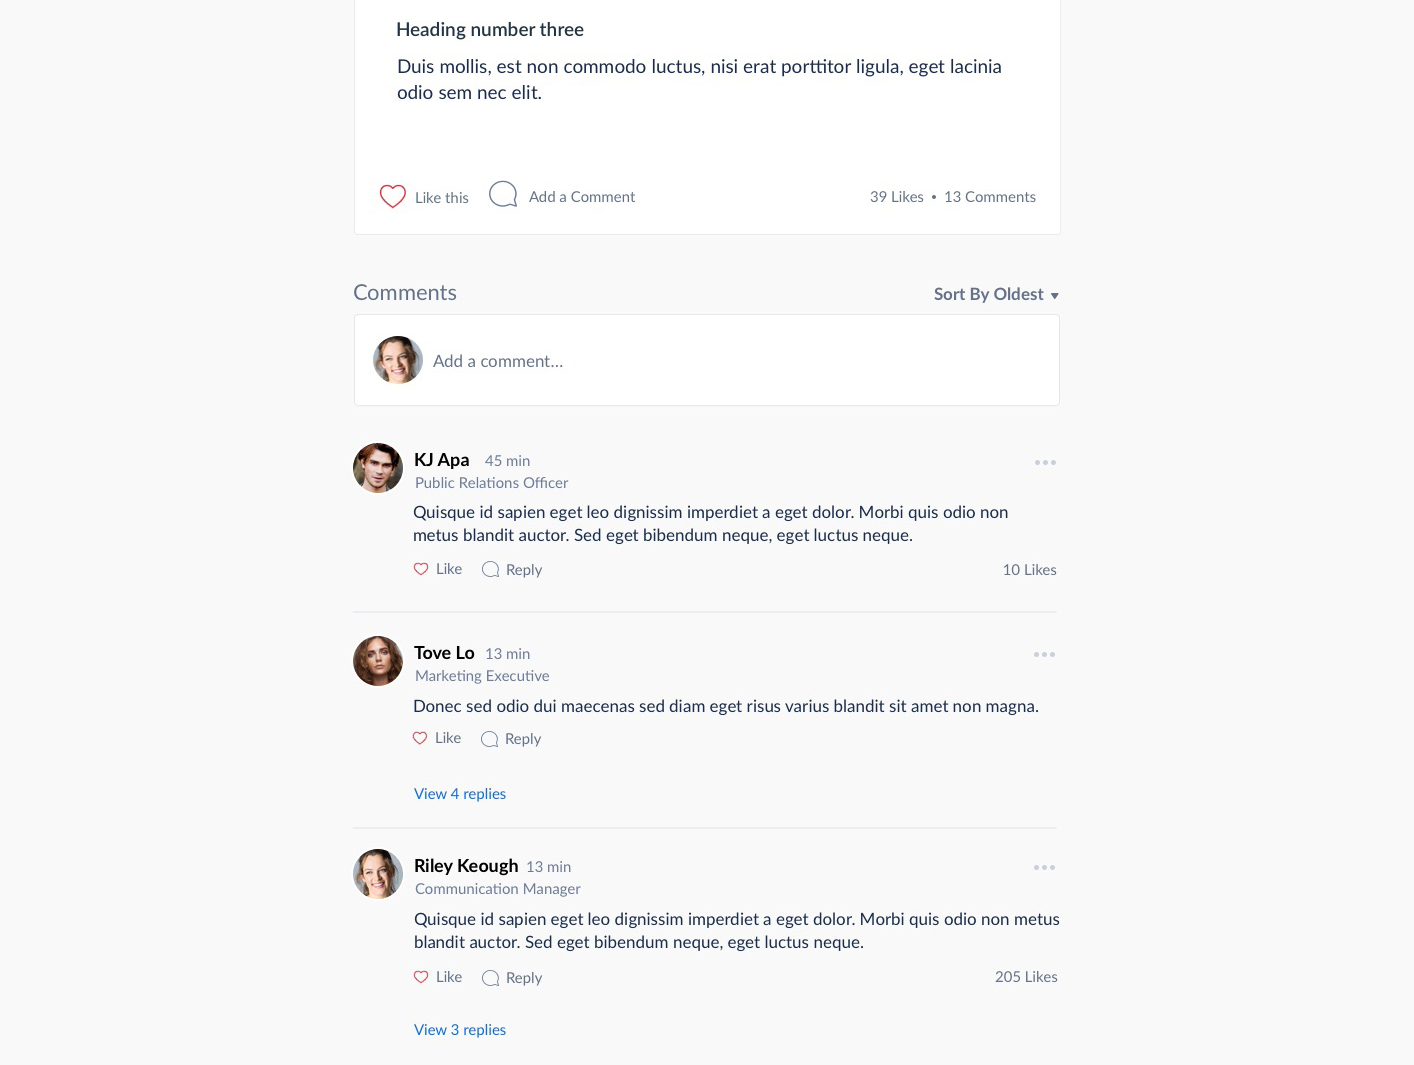 Heading number three
Duis mollis, est non commodo luctus, nisi erat porttitor ligula, eget lacinia
odio sem nec elit.
Like this Add a Comment 39 Likes • 13 Comments
Comments Sort By Oldest ▾
Add a comment...
KJ Apa 45 min
Public Relations Officer
Quisque id sapien eget leo dignissim imperdiet a eget dolor. Morbi quis odio non
metus blandit auctor. Sed eget bibendum neque, eget luctus neque.
Like Reply 10 Likes
Tove Lo 13 min
Marketing Executive
Donec sed odio dui maecenas sed diam eget risus varius blandit sit amet non magna.
Like Reply
View 4 replies
Riley Keough 13 min
Communication Manager
Quisque id sapien eget leo dignissim imperdiet a eget dolor. Morbi quis odio non metus
blandit auctor. Sed eget bibendum neque, eget luctus neque.
Like Reply 205 Likes
View 3 replies